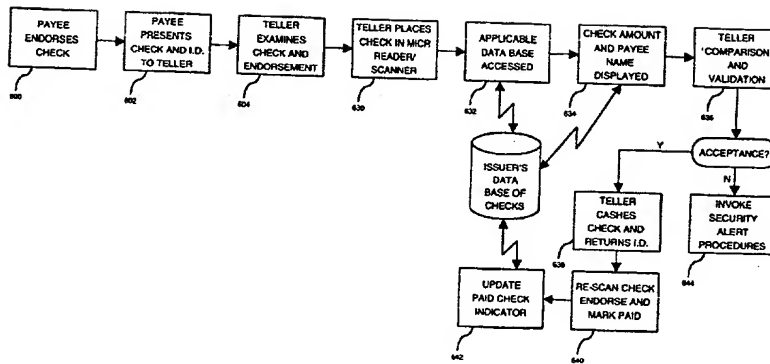 PAYEE
ENDORSES
CHECK
600
PAYEE
PRESENTS
CHECK AND I.D.
TO TELLER
602
TELLER
EXAMINES
CHECK AND
ENDORSEMENT
604
TELLER PLACES
CHECK IN MICR
READER/
SCANNER
630
APPLICABLE
DATA BASE
ACCESSED
632
CHECK AMOUNT
AND PAYEE
NAME
DISPLAYED
634
TELLER
COMPARISON
AND
VALIDATION
636
ACCEPTANCE?
Y
N
ISSUER'S
DATA
BASE OF
CHECKS
TELLER
CASHES
CHECK AND
RETURNS I.D.
638
INVOKE
SECURITY
ALERT
PROCEDURES
644
UPDATE
PAID CHECK
INDICATOR
642
RE-SCAN CHECK
ENDORSE AND
MARK PAID
640